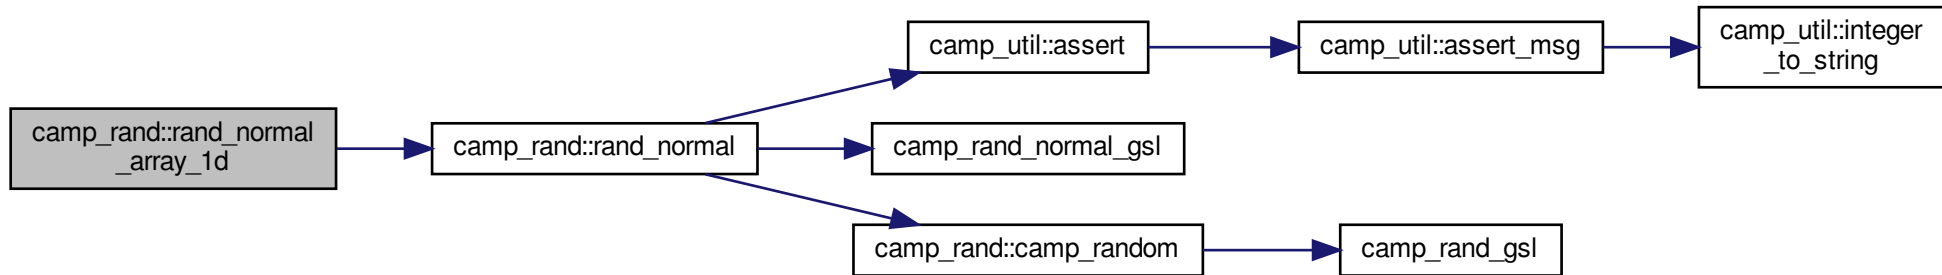 camp_rand::rand_normal
_array_1d
camp_rand::rand_normal
camp_util::assert
camp_util::assert_msg
camp_util::integer
_to_string
camp_rand_normal_gsl
camp_rand::camp_random
camp_rand_gsl